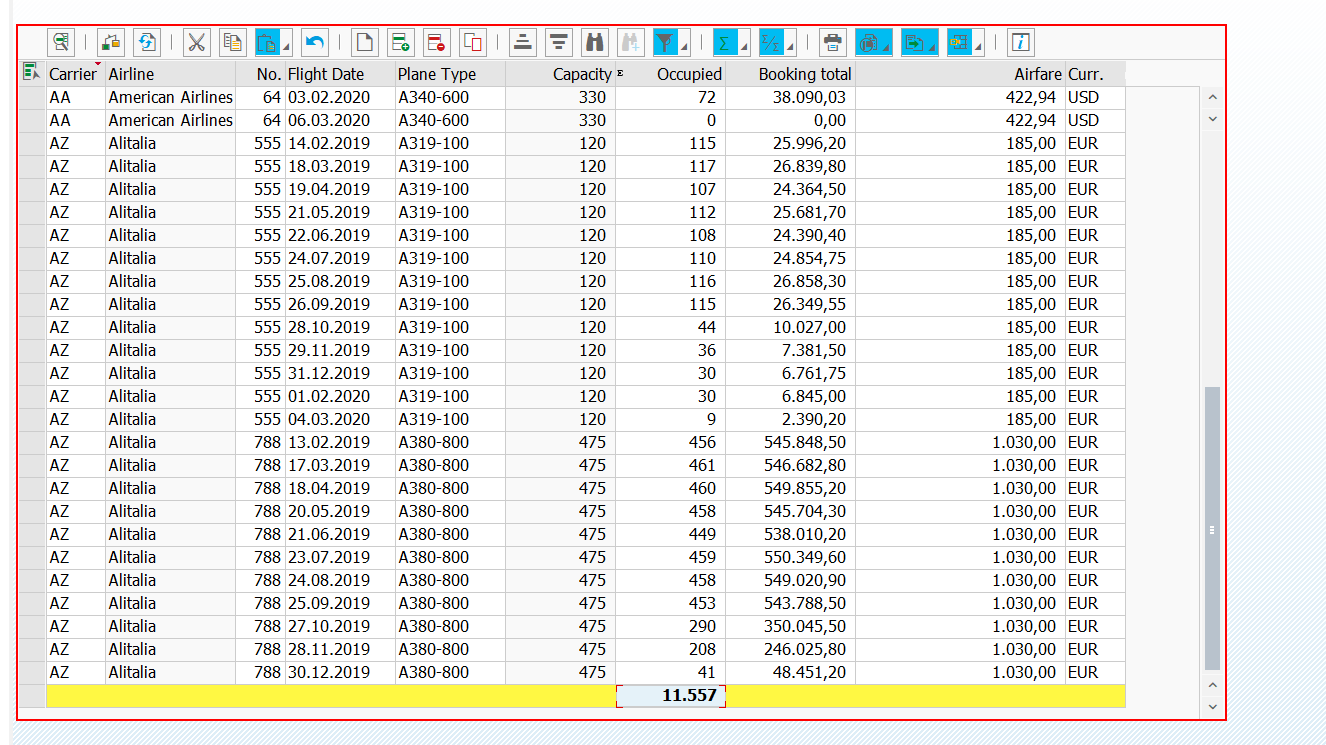 Carrier Airline No. Flight Date Plane Type Capacity Σ Occupied Booking total Airfare Curr.
AA American Airlines 64 03.02.2020 A340-600 330 72 38.090,03 422,94 USD
AA American Airlines 64 06.03.2020 A340-600 330 0 0,00 422,94 USD
AZ Alitalia 555 14.02.2019 A319-100 120 115 25.996,20 185,00 EUR
AZ Alitalia 555 18.03.2019 A319-100 120 117 26.839,80 185,00 EUR
AZ Alitalia 555 19.04.2019 A319-100 120 107 24.364,50 185,00 EUR
AZ Alitalia 555 21.05.2019 A319-100 120 112 25.681,70 185,00 EUR
AZ Alitalia 555 22.06.2019 A319-100 120 108 24.390,40 185,00 EUR
AZ Alitalia 555 24.07.2019 A319-100 120 110 24.854,75 185,00 EUR
AZ Alitalia 555 25.08.2019 A319-100 120 116 26.858,30 185,00 EUR
AZ Alitalia 555 26.09.2019 A319-100 120 115 26.349,55 185,00 EUR
AZ Alitalia 555 28.10.2019 A319-100 120 44 10.027,00 185,00 EUR
AZ Alitalia 555 29.11.2019 A319-100 120 36 7.381,50 185,00 EUR
AZ Alitalia 555 31.12.2019 A319-100 120 30 6.761,75 185,00 EUR
AZ Alitalia 555 01.02.2020 A319-100 120 30 6.845,00 185,00 EUR
AZ Alitalia 555 04.03.2020 A319-100 120 9 2.390,20 185,00 EUR
AZ Alitalia 788 13.02.2019 A380-800 475 456 545.848,50 1.030,00 EUR
AZ Alitalia 788 17.03.2019 A380-800 475 461 546.682,80 1.030,00 EUR
AZ Alitalia 788 18.04.2019 A380-800 475 460 549.855,20 1.030,00 EUR
AZ Alitalia 788 20.05.2019 A380-800 475 458 545.704,30 1.030,00 EUR
AZ Alitalia 788 21.06.2019 A380-800 475 449 538.010,20 1.030,00 EUR
AZ Alitalia 788 23.07.2019 A380-800 475 459 550.349,60 1.030,00 EUR
AZ Alitalia 788 24.08.2019 A380-800 475 458 549.020,90 1.030,00 EUR
AZ Alitalia 788 25.09.2019 A380-800 475 453 543.788,50 1.030,00 EUR
AZ Alitalia 788 27.10.2019 A380-800 475 290 350.045,50 1.030,00 EUR
AZ Alitalia 788 28.11.2019 A380-800 475 208 246.025,80 1.030,00 EUR
AZ Alitalia 788 30.12.2019 A380-800 475 41 48.451,20 1.030,00 EUR
11.557